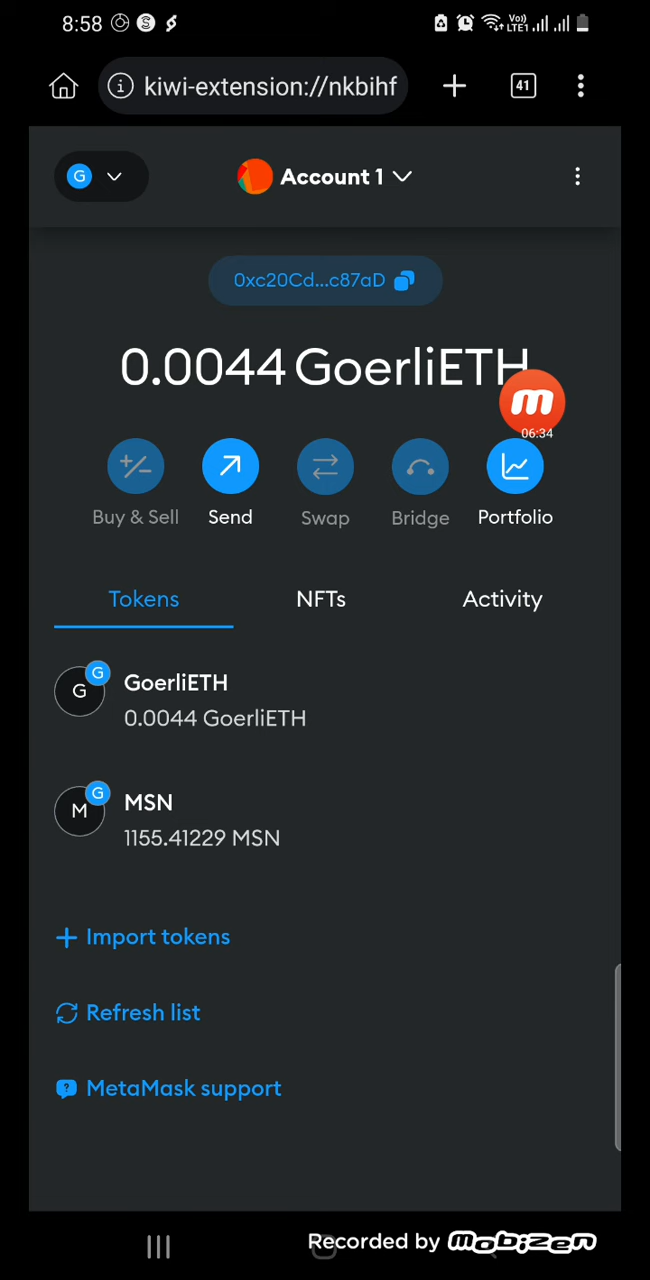 8:58
Vo)) LTE1
kiwi-extension://nkbihf
41
G
Account 1
0xc20Cd...c87aD
0.0044 GoerliETH
m
06:34
Buy & Sell Send Swap Bridge Portfolio
Tokens NFTs Activity
G
G
GoerliETH
0.0044 GoerliETH
G
M
MSN
1155.41229 MSN
Import tokens
Refresh list
MetaMask support
Recorded by mobizen